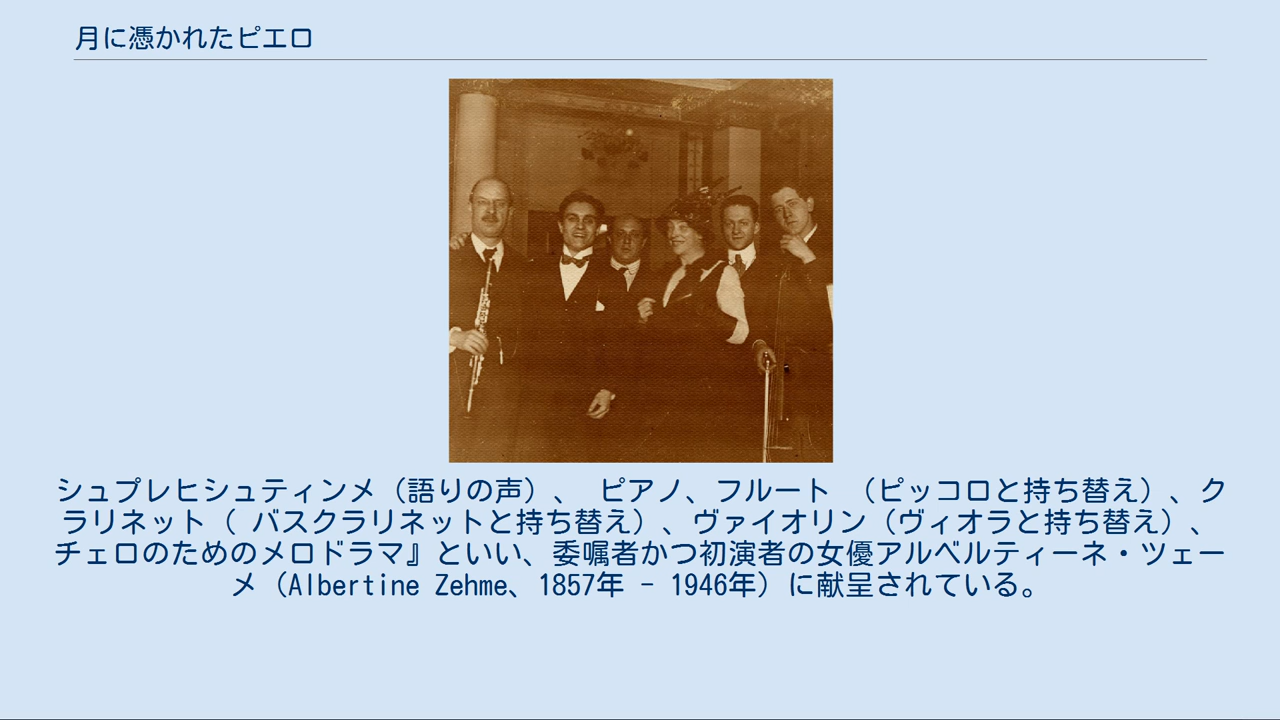 月に憑かれたピエロ
シュプレヒシュティンメ（語りの声）、 ピアノ、フルート （ピッコロと持ち替え）、ク
ラリネット（ バスクラリネットと持ち替え）、ヴァイオリン（ヴィオラと持ち替え）、
チェロのためのメロドラマ』といい、委嘱者かつ初演者の女優アルベルティーネ・ツェー
メ（Albertine Zehme、1857年 - 1946年）に献呈されている。